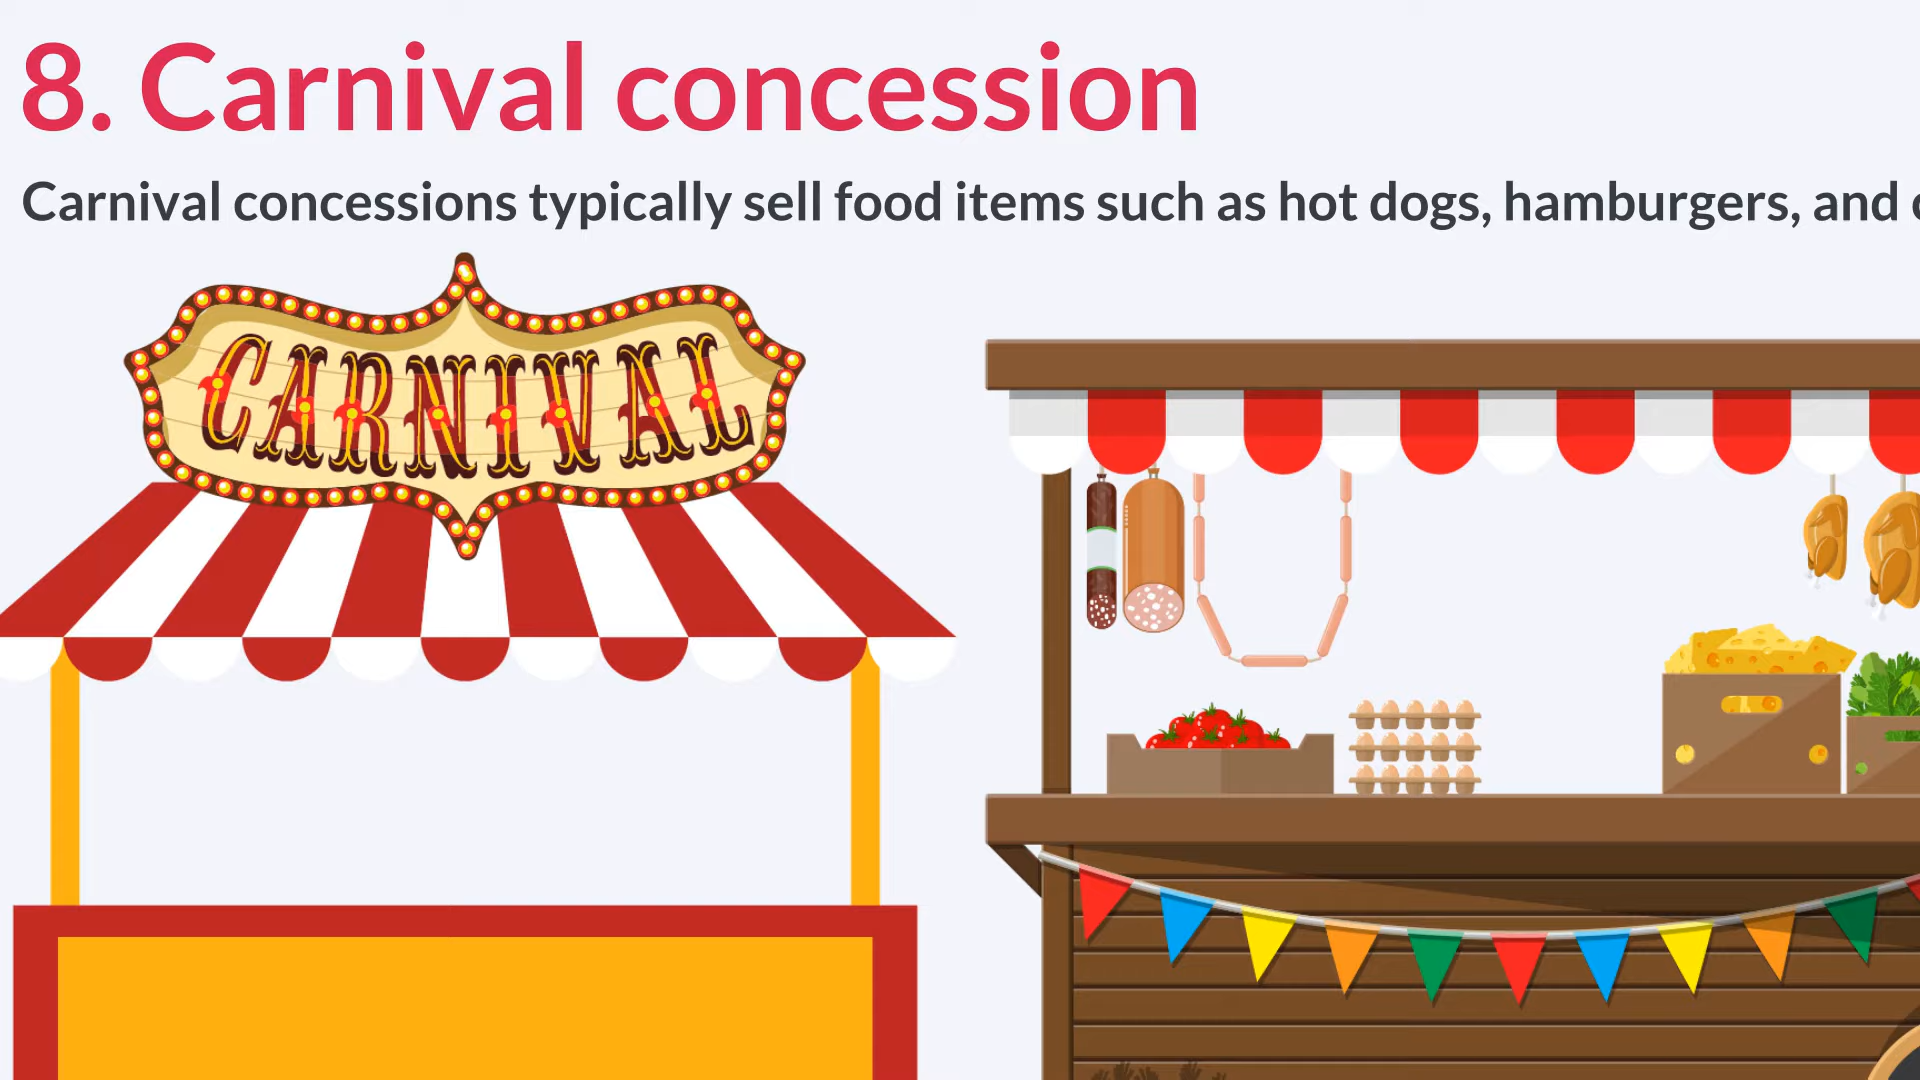 8. Carnival concession
Carnival concessions typically sell food items such as hot dogs, hamburgers, and
CARNIVAL